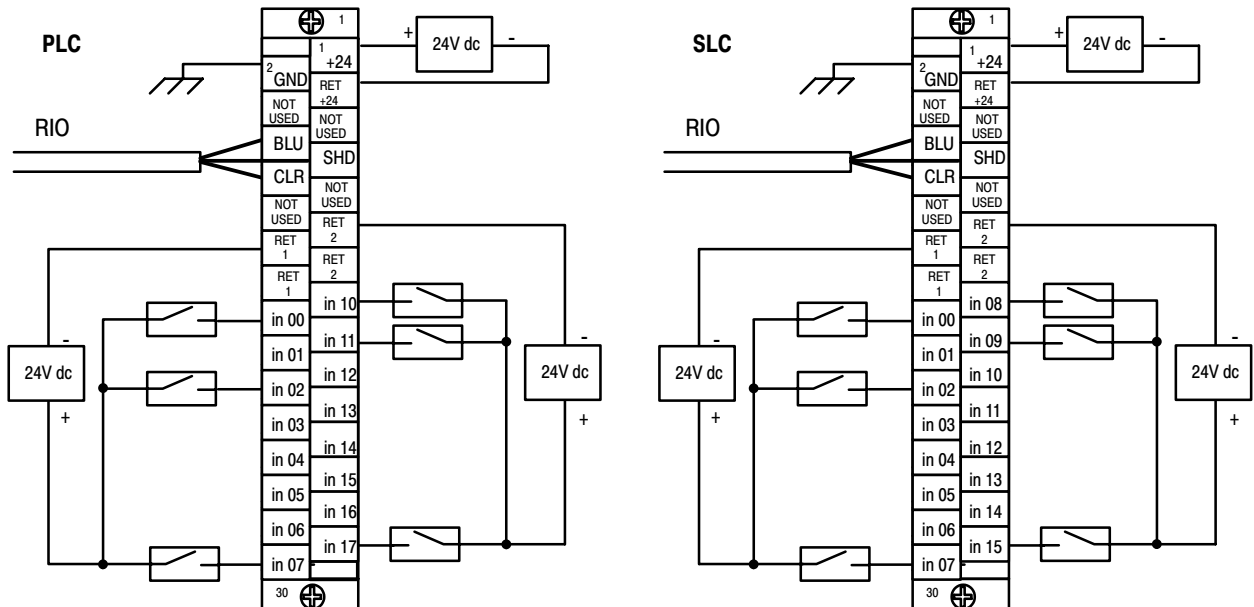 PLC
RIO
1
1
+24
2
GND
RET
+24
NOT
USED
NOT
USED
BLU
SHD
CLR
NOT
USED
NOT
USED
RET
2
RET
1
RET
2
RET
1
in 10
in 00
in 11
in 01
in 12
in 02
in 13
in 03
in 14
in 04
in 15
in 05
in 16
in 06
in 17
in 07
30
+
24V dc
-
-
24V dc
+
-
24V dc
+
SLC
RIO
1
1
+24
2
GND
RET
+24
NOT
USED
NOT
USED
BLU
SHD
CLR
NOT
USED
NOT
USED
RET
2
RET
1
RET
2
RET
1
in 08
in 00
in 09
in 01
in 10
in 02
in 11
in 03
in 12
in 04
in 13
in 05
in 14
in 06
in 15
in 07
30
+
24V dc
-
-
24V dc
+
-
24V dc
+